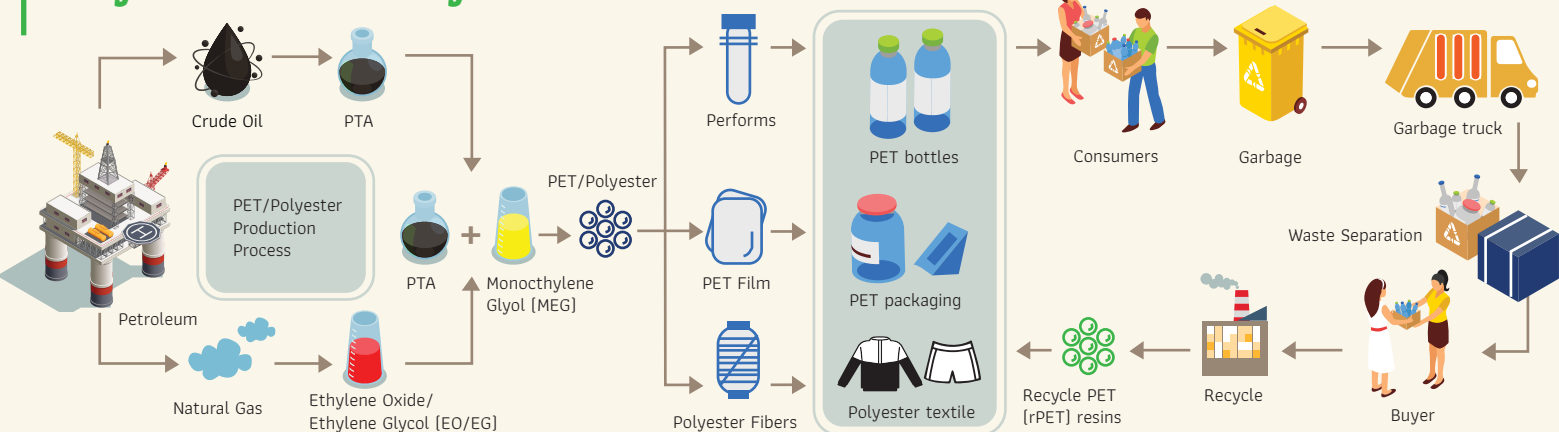 Crude Oil
PTA
PET/Polyester
Production
Process
Petroleum
Natural Gas
Ethylene Oxide/
Ethylene Glycol [EO/EG]
PTA
+
Monocthylene
Glyol [MEG]
PET/Polyester
Performs
PET Film
Polyester Fibers
PET bottles
PET packaging
Polyester textile
Consumers
Garbage
Garbage truck
Waste Separation
Buyer
Recycle
Recycle PET
[rPET] resins
H